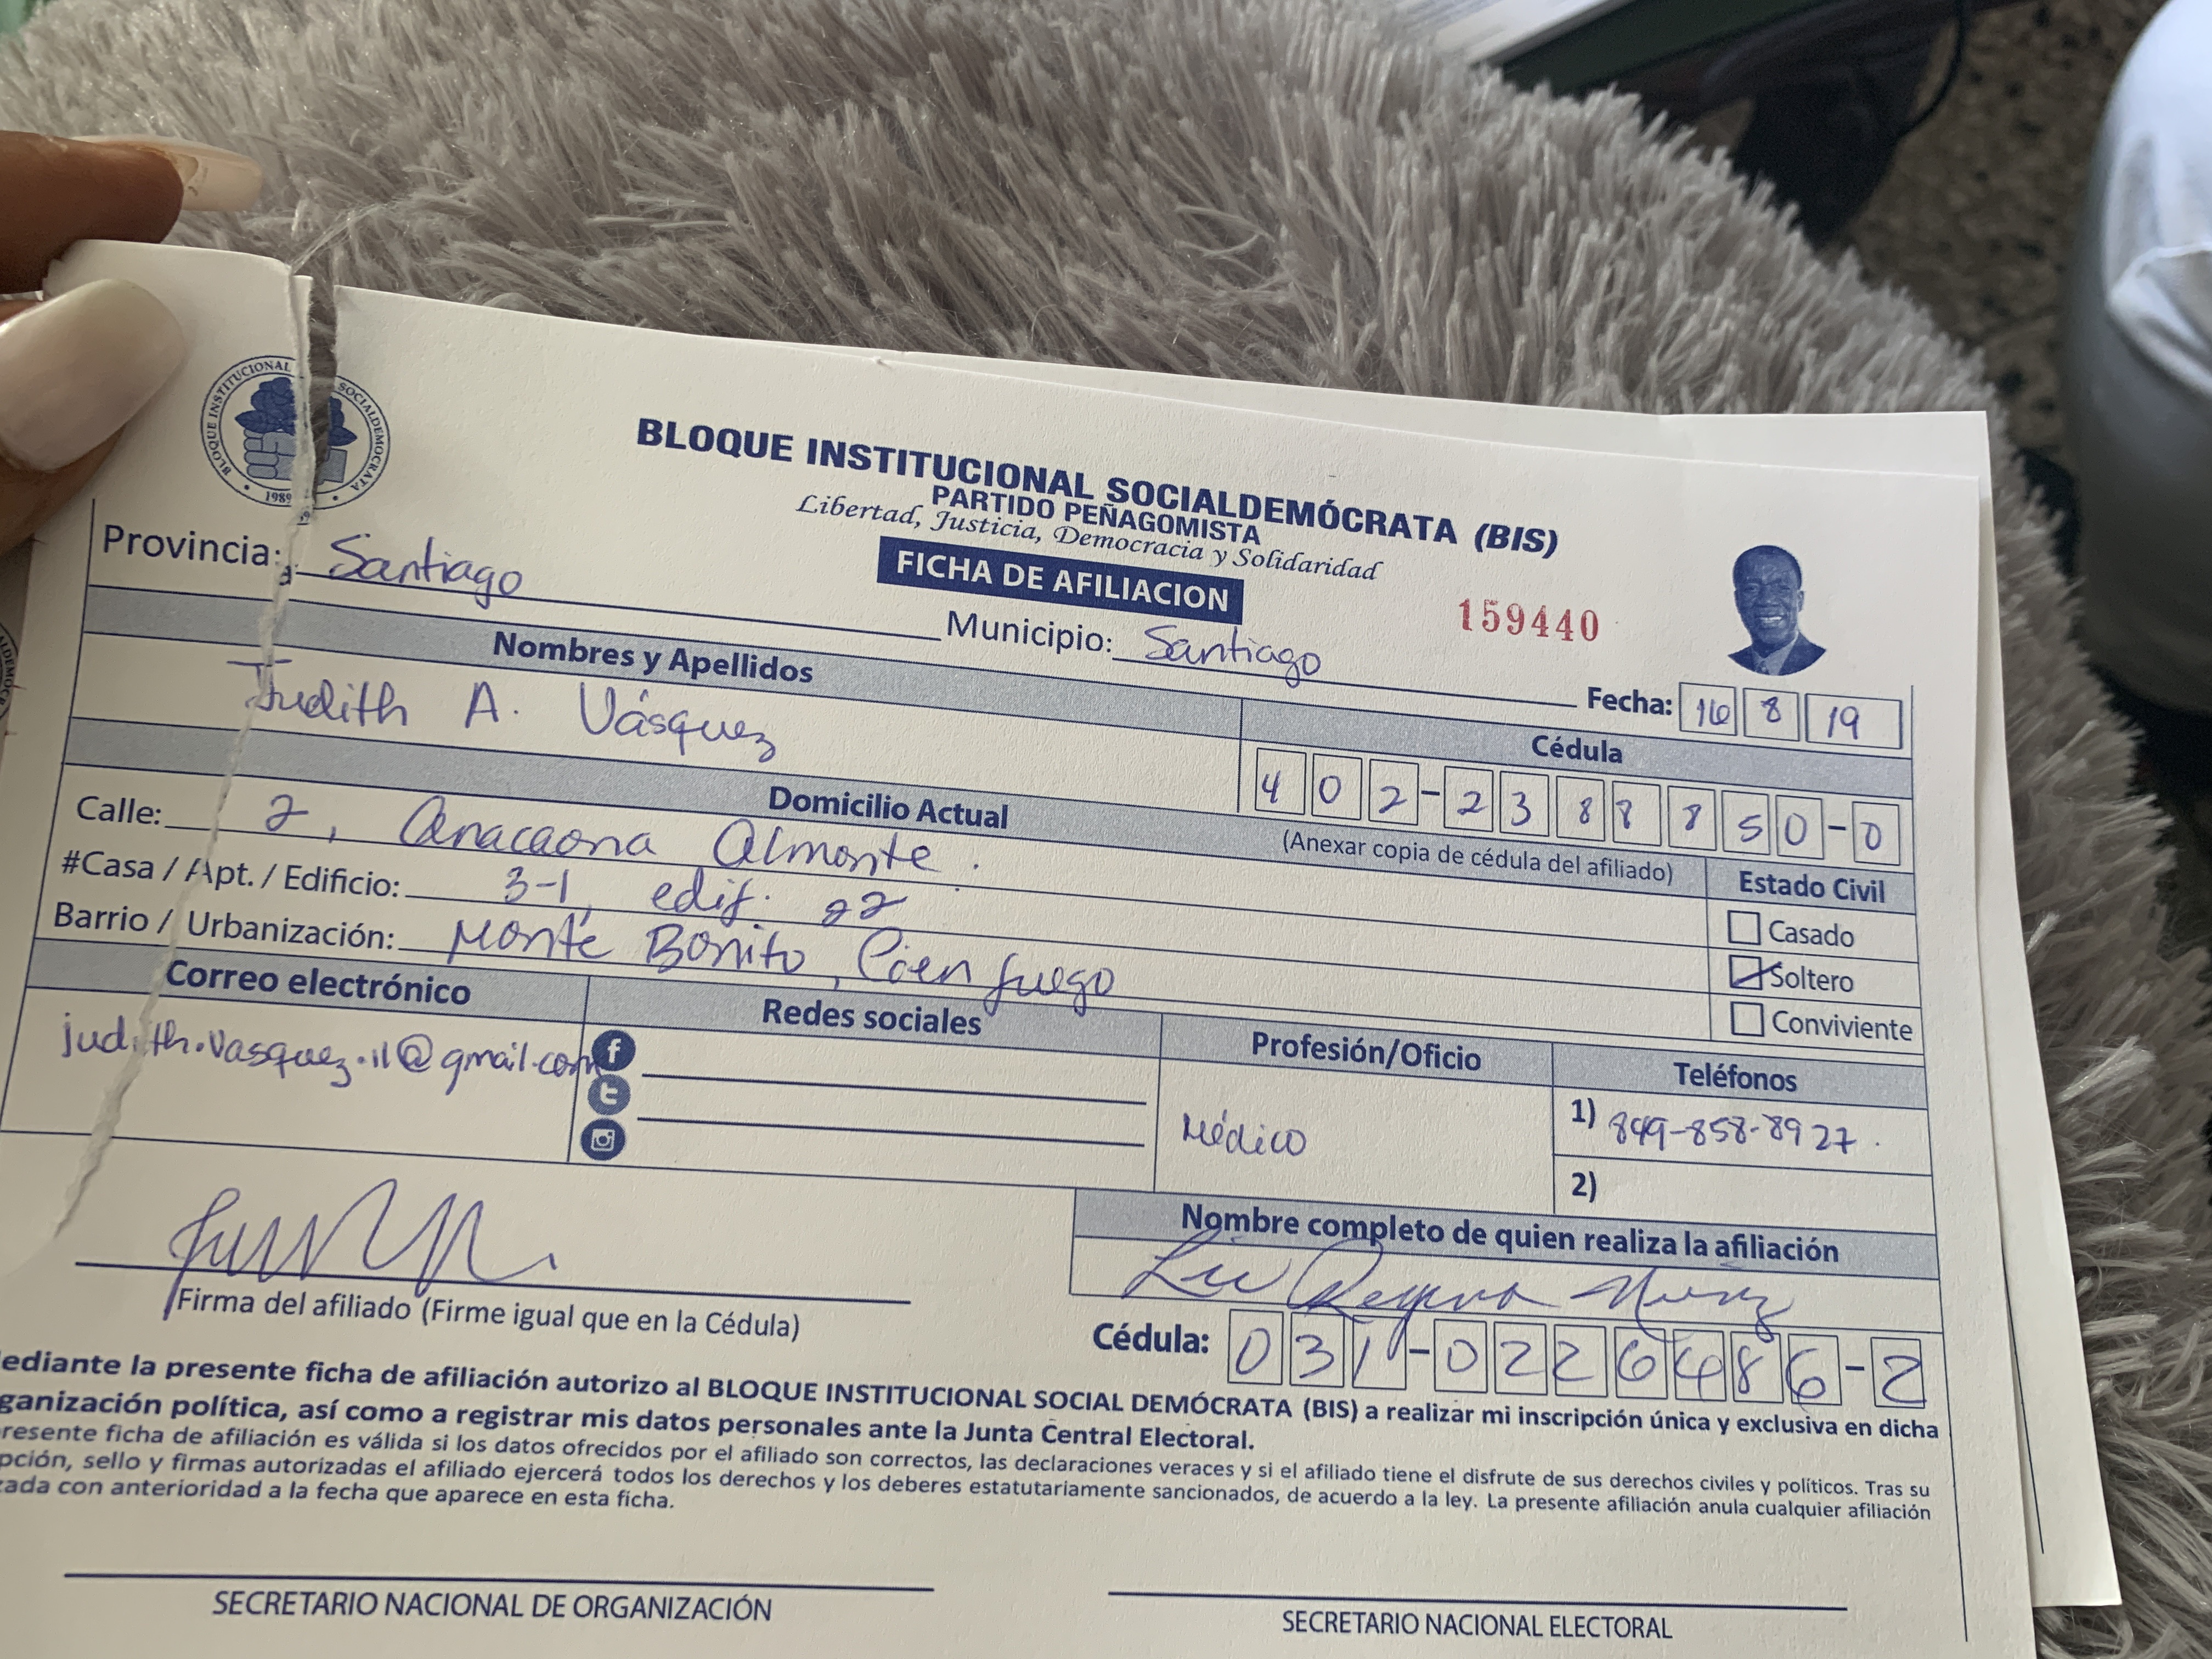 BLOQUE INSTITUCIONAL SOCIALDEMOCRATA
1989
BLOQUE INSTITUCIONAL SOCIALDEMÓCRATA (BIS)
PARTIDO PEÑAGOMISTA
Libertad, Justicia, Democracia y Solidaridad
FICHA DE AFILIACION
159440
Provincia: Santiago Municipio: Santiago
Fecha: 16 8 19
Nombres y Apellidos Cédula
Judith A. Vásquez 402-2388850-0
(Anexar copia de cédula del afiliado)
Domicilio Actual Estado Civil
Calle: 2, Anacaona Almonte.
#Casa / Apt. / Edificio: 3-1, edif. 22
Barrio / Urbanización: Monte Bonito, Cienfuego
Casado
Soltero
Conviviente
Correo electrónico Redes sociales Profesión/Oficio Teléfonos
judith.vasquez.11@gmail.com Médico 1) 849-858-8927.
2)
Nombre completo de quien realiza la afiliación
Lic Reyna Nuñez
Firma del afiliado (Firme igual que en la Cédula)
Cédula: 031-0226486-2
ediante la presente ficha de afiliación autorizo al BLOQUE INSTITUCIONAL SOCIAL DEMÓCRATA (BIS) a realizar mi inscripción única y exclusiva en dicha
ganización política, así como a registrar mis datos personales ante la Junta Central Electoral.
resente ficha de afiliación es válida si los datos ofrecidos por el afiliado son correctos, las declaraciones veraces y si el afiliado tiene el disfrute de sus derechos civiles y políticos. Tras su
pción, sello y firmas autorizadas el afiliado ejercerá todos los derechos y los deberes estatutariamente sancionados, de acuerdo a la ley. La presente afiliación anula cualquier afiliación
zada con anterioridad a la fecha que aparece en esta ficha.
SECRETARIO NACIONAL DE ORGANIZACIÓN
SECRETARIO NACIONAL ELECTORAL